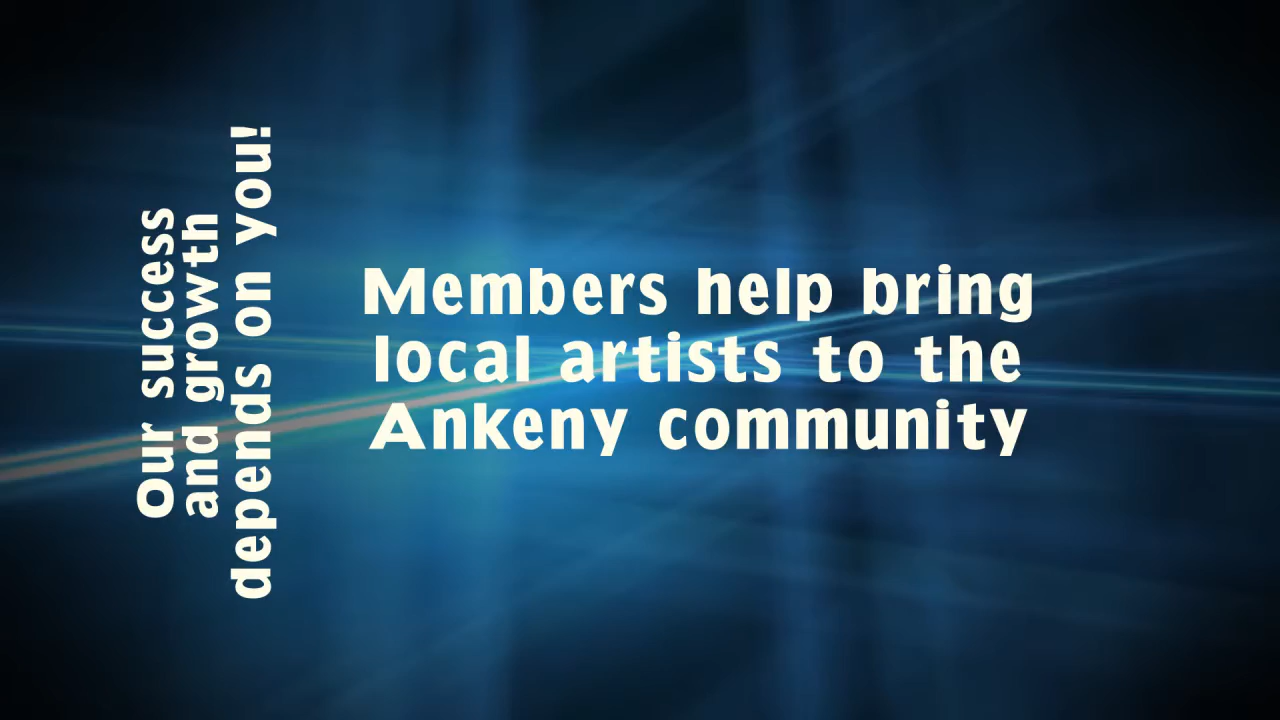 Our success
and growth
depends on you!
Members help bring
local artists to the
Ankeny community